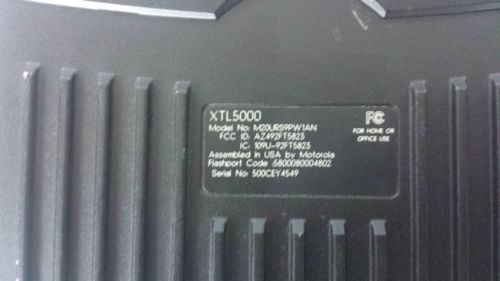 XTL5000
Model No: M20URS9PW1AN
FCC ID: AZ492FT5823
IC: 109U-92FT5823
Assembled in USA by Motorola
Flashport Code :5800080004802
Serial No: 500CEY4549
FC
FOR HOME OR
OFFICE USE